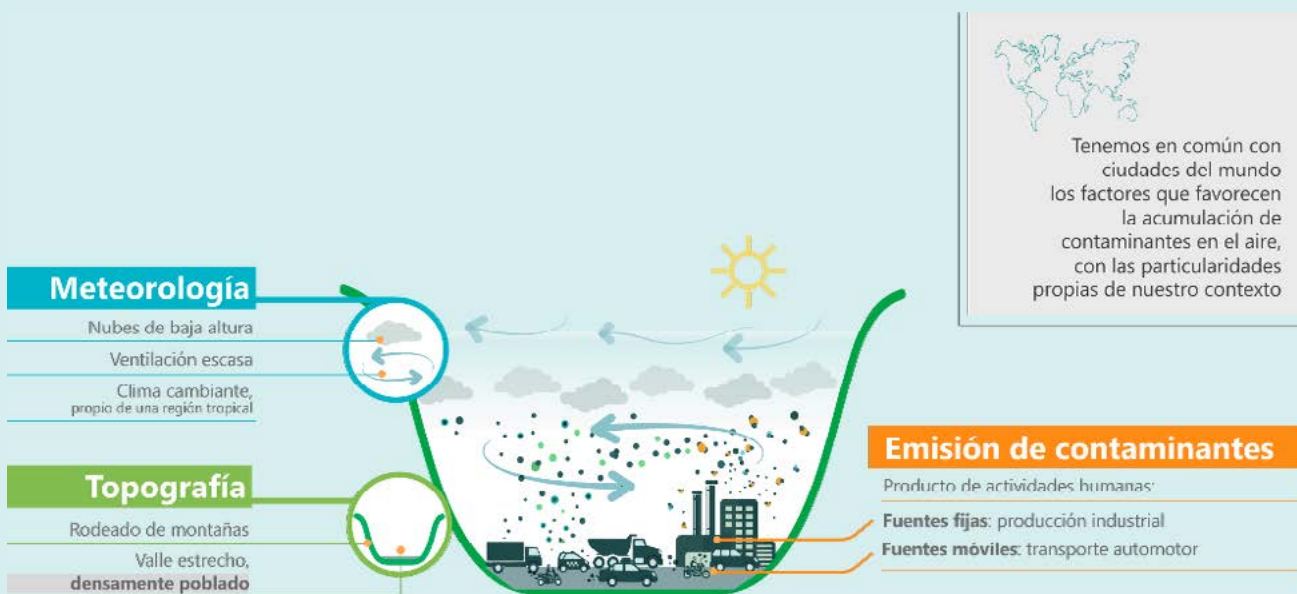 Tenemos en común con
ciudades del mundo
los factores que favorecen
la acumulación de
contaminantes en el aire,
con las particularidades
propias de nuestro contexto
Meteorología
Nubes de baja altura
Ventilación escasa
Clima cambiante,
propio de una región tropical
Topografía
Rodeado de montañas
Valle estrecho,
densamente poblado
Emisión de contaminantes
Producto de actividades humanas:
Fuentes fijas: producción industrial
Fuentes móviles: transporte automotor